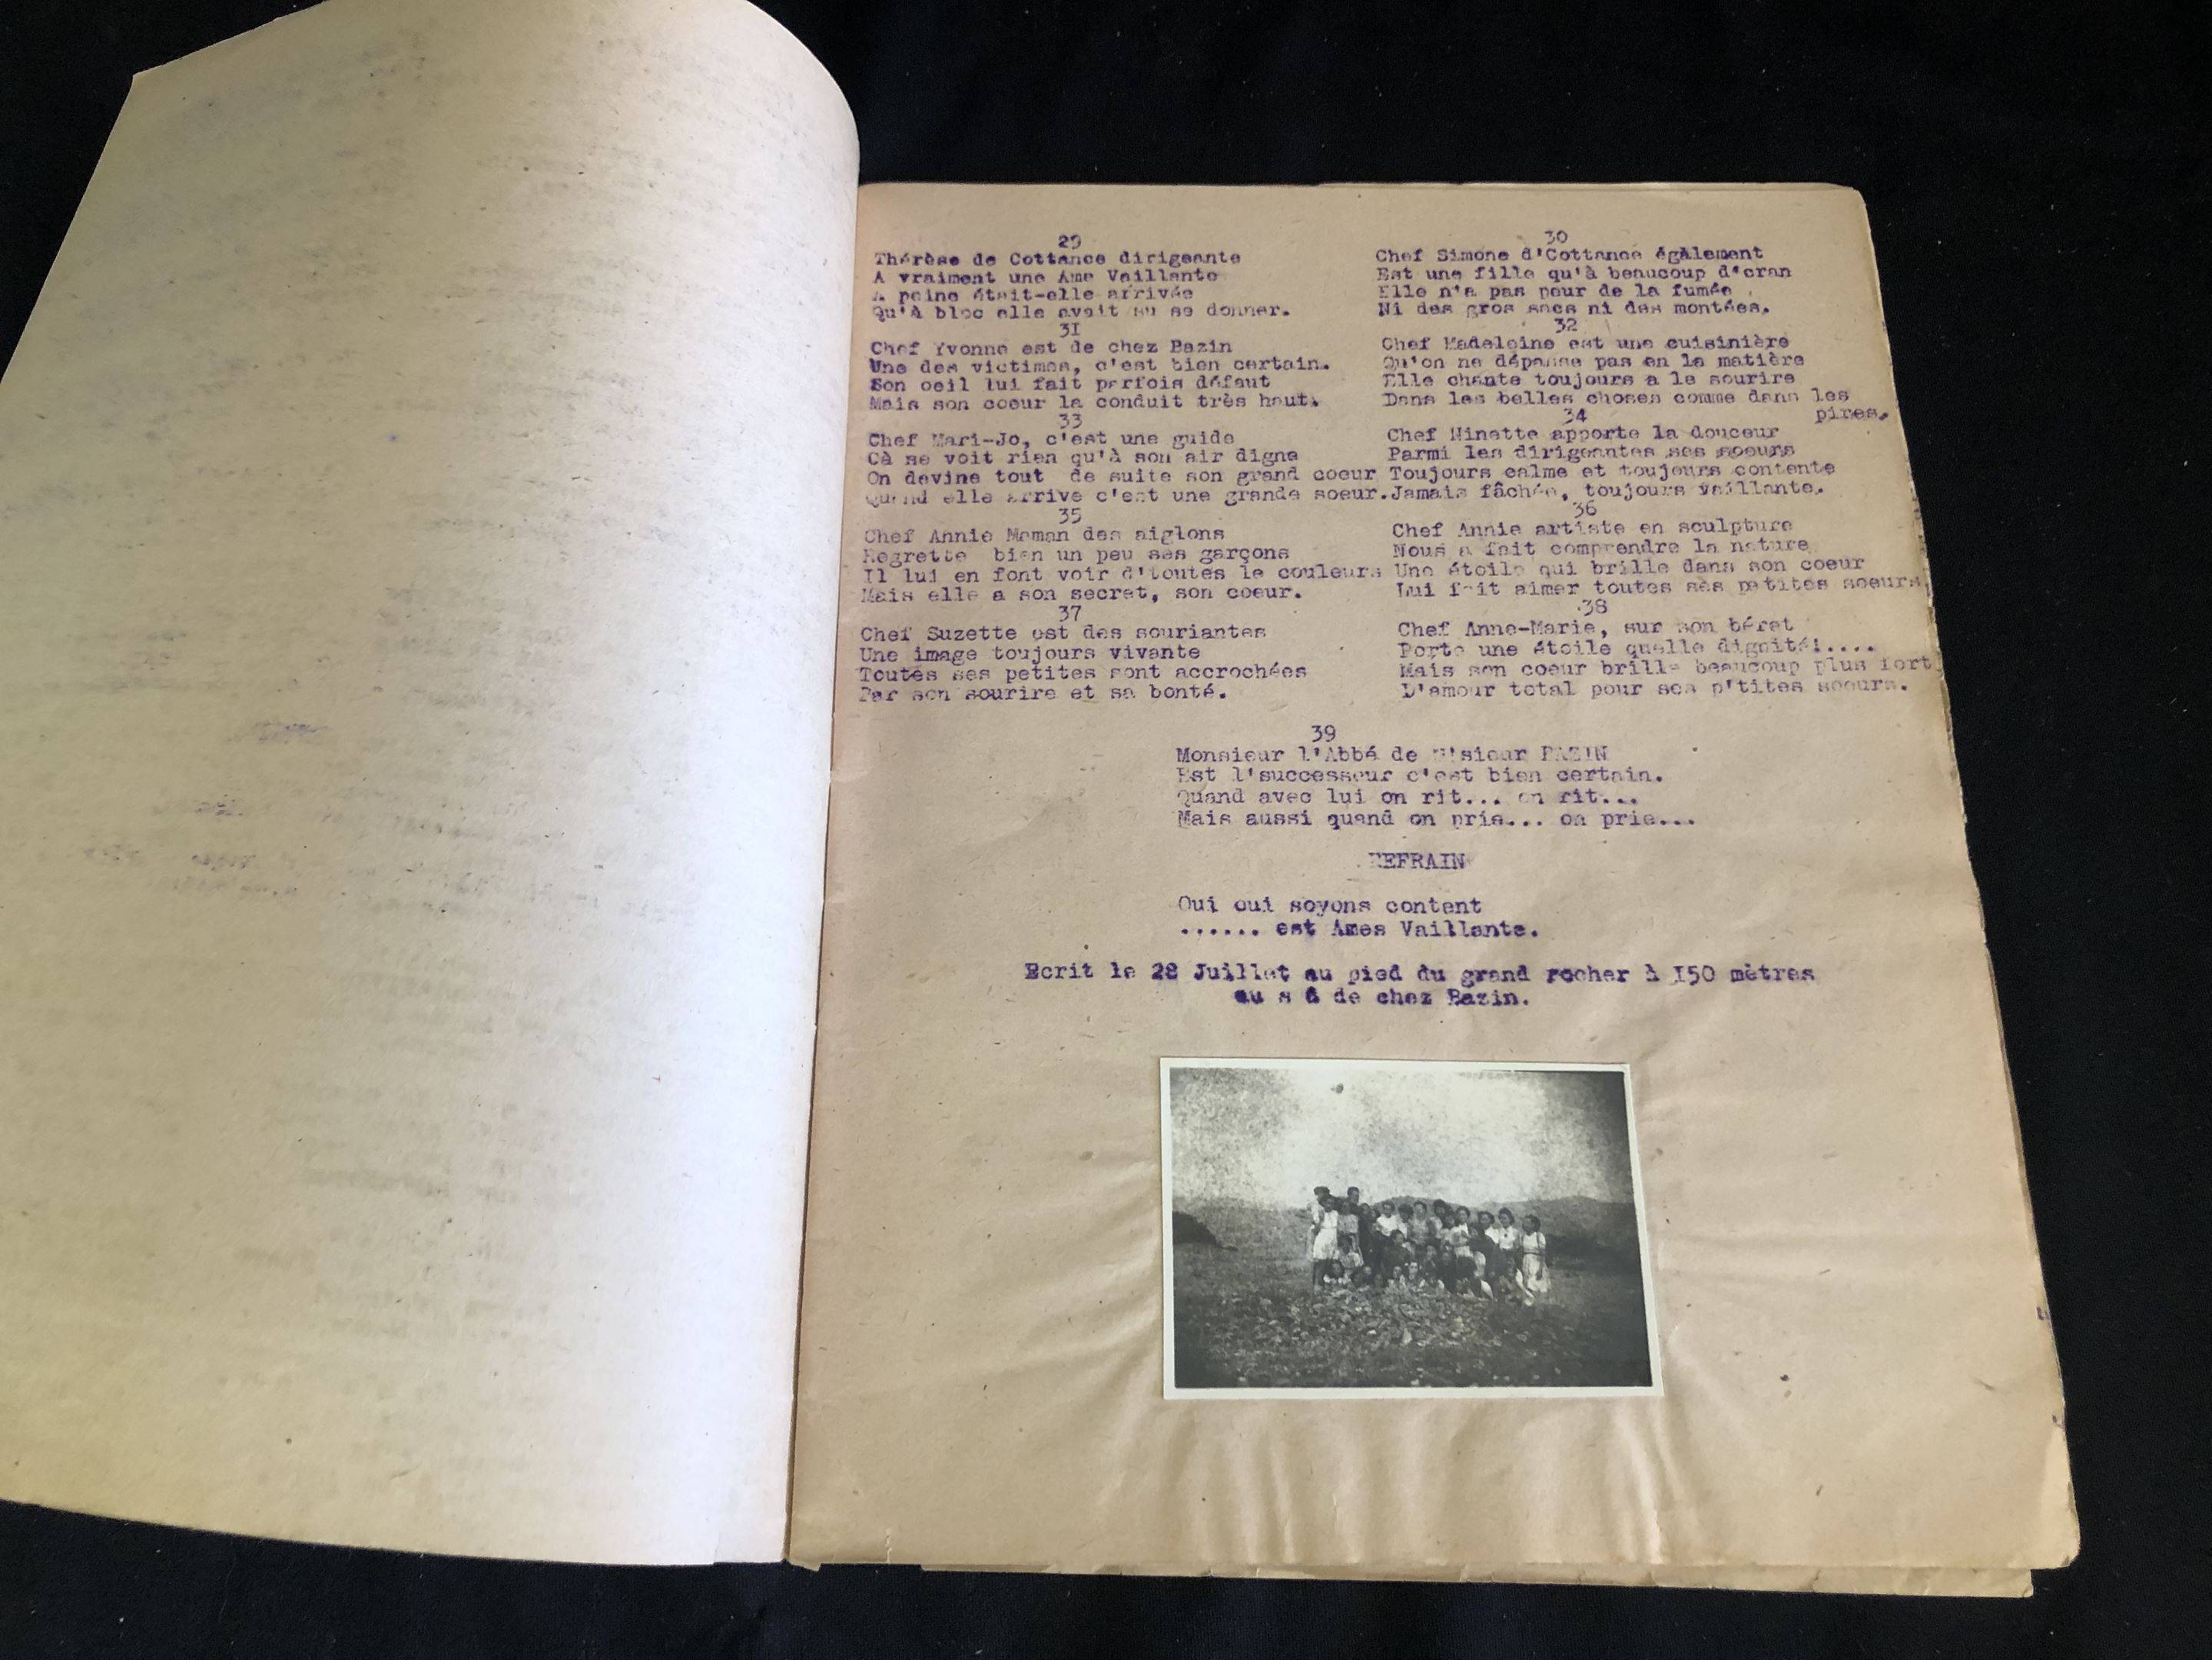 29
Thérèse de Cottance dirigeante
A vraiment une Ame Vaillante
A peine était-elle arrivée
Qu'à bloc elle avait su se donner.
30
Chef Simone d'Cottance également
Est une fille qu'à beaucoup d'cran
Elle n'a pas peur de la fumée
Ni des gros sacs ni des montées.
31
Chef Yvonne est de chez Bazin
Une des victimes, c'est bien certain.
Son oeil lui fait parfois défaut
Mais son coeur la conduit très haut.
32
Chef Madeleine est une cuisinière
Qu'on ne dépasse pas en la matière
Elle chante toujours a le sourire
Dans les belles choses comme dans les
pires.
33
Chef Mari-Jo, c'est une guide
Cà se voit rien qu'à son air digne
On devine tout de suite son grand coeur
Quand elle arrive c'est une grande soeur.
34
Chef Ninette apporte la douceur
Parmi les dirigeantes ses soeurs
Toujours calme et toujours contente
Jamais fâchée, toujours vaillante.
35
Chef Annie Maman des aiglons
Regrette bien un peu ses garçons
Il lui en font voir d'toutes le couleurs
Mais elle a son secret, son coeur.
36
Chef Annie artiste en sculpture
Nous a fait comprendre la nature
Une étoile qui brille dans son coeur
Lui fait aimer toutes sès petites soeurs
37
Chef Suzette est des souriantes
Une image toujours vivante
Toutes ses petites sont accrochées
Par son sourire et sa bonté.
38
Chef Anne-Marie, sur son béret
Porte une étoile quelle dignité!....
Mais son coeur brille beaucoup plus fort
L'amour total pour ses p'tites soeurs.
39
Monsieur l'Abbé de M'sieur BAZIN
Est l'successeur c'est bien certain.
Quand avec lui on rit... on rit...
Mais aussi quand on prie... on prie...
REFRAIN
Oui oui soyons content
...... est Ames Vaillante.
Ecrit le 28 Juillet au pied du grand rocher à I50 mètres
au de chez Bazin.